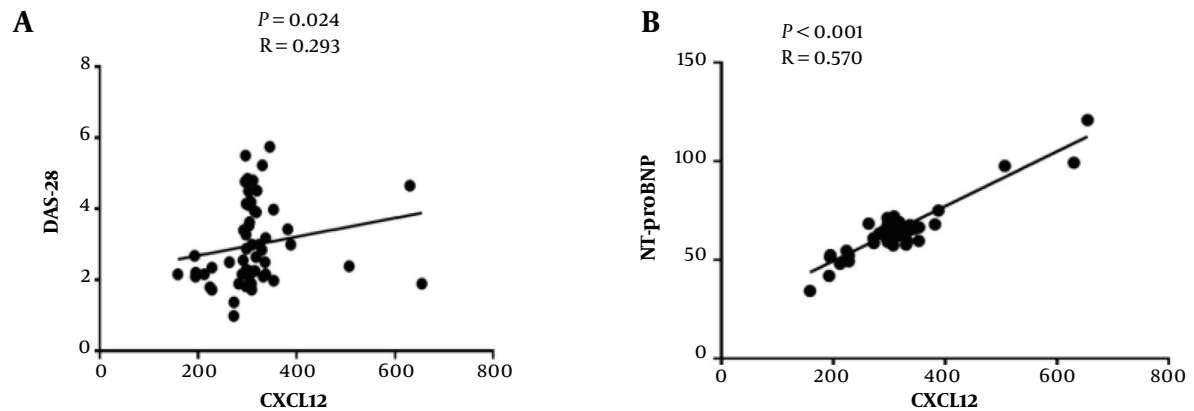 A
P = 0.024
R = 0.293
8
6
4
2
0
0 200 400 600 800
DAS-28
CXCL12
B
P < 0.001
R = 0.570
150
100
50
0
0 200 400 600 800
NT-proBNP
CXCL12